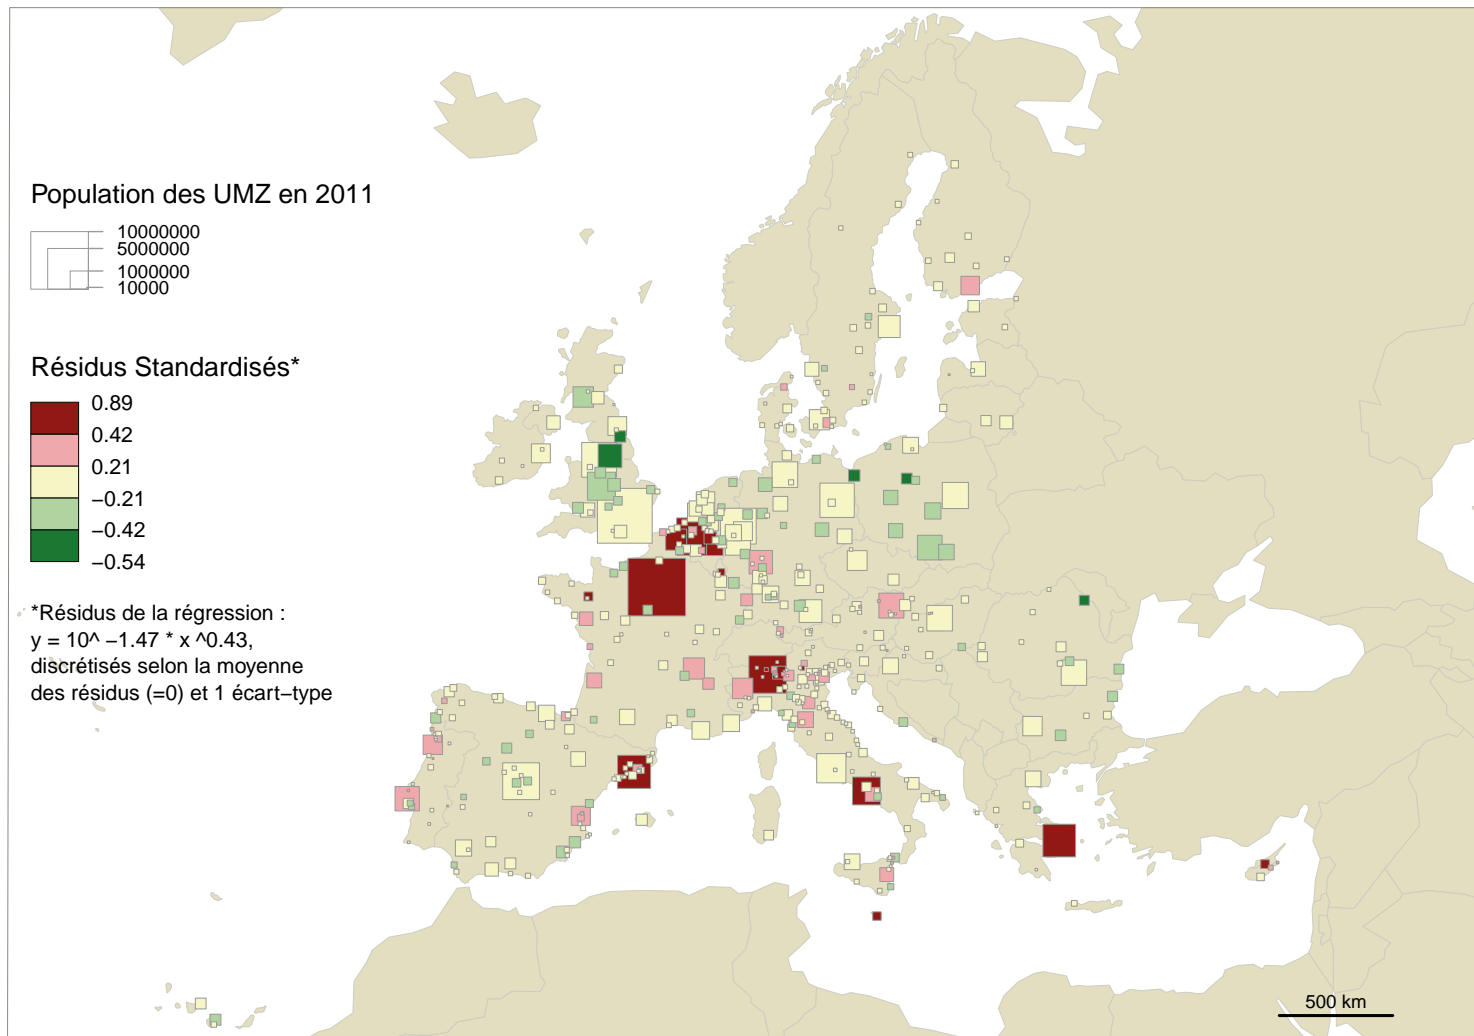 Population des UMZ en 2011
10000000
5000000
1000000
10000
Résidus Standardisés*
0.89
0.42
0.21
−0.21
−0.42
−0.54
*Résidus de la régression :
y = 10^ −1.47 * x ^0.43,
discrétisés selon la moyenne
des résidus (=0) et 1 écart−type
500 km